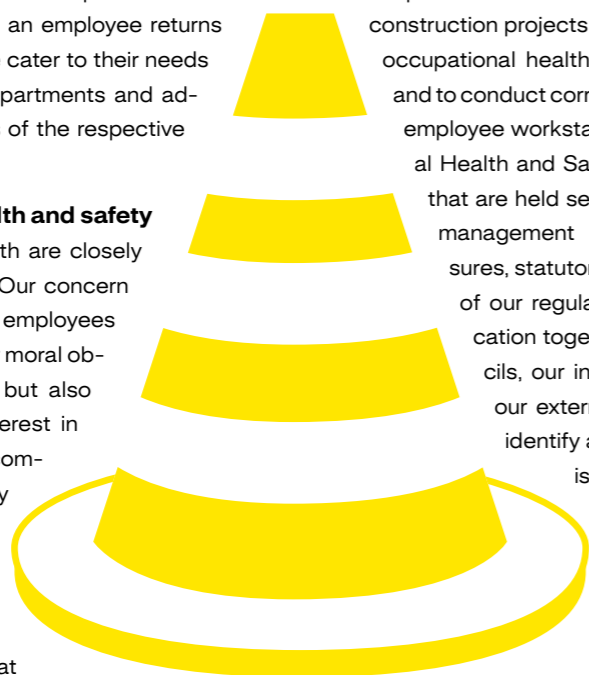 an employee returns
cater to their needs
partments and ad-
of the respective
lth and safety
th are closely
Our concern
employees
moral ob-
but also
erest in
om-
y
at
construction projects
occupational health
and to conduct corr
employee worksta
al Health and Sa
that are held se
management
sures, statutor
of our regula
cation toge
cils, our in
our extern
identify a
is